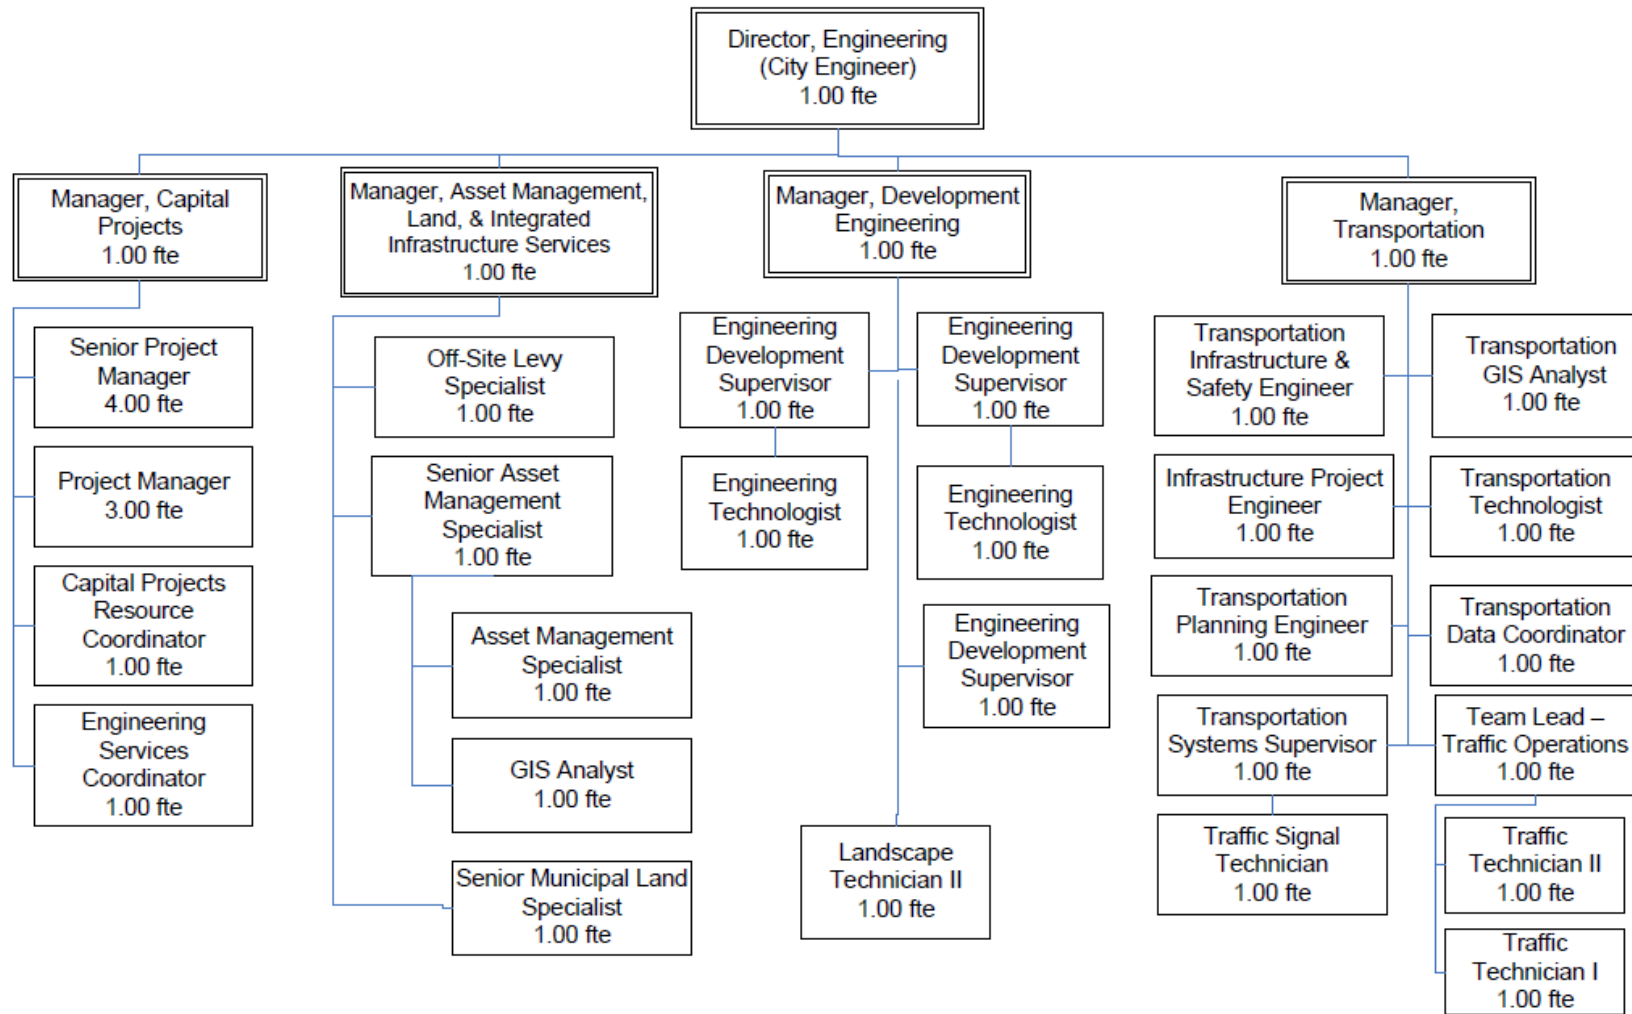 Director, Engineering
(City Engineer)
1.00 fte
Manager, Capital
Projects
1.00 fte
Manager, Asset Management,
Land, & Integrated
Infrastructure Services
1.00 fte
Manager, Development
Engineering
1.00 fte
Manager,
Transportation
1.00 fte
Senior Project
Manager
4.00 fte
Project Manager
3.00 fte
Capital Projects
Resource
Coordinator
1.00 fte
Engineering
Services
Coordinator
1.00 fte
Off-Site Levy
Specialist
1.00 fte
Senior Asset
Management
Specialist
1.00 fte
Asset Management
Specialist
1.00 fte
GIS Analyst
1.00 fte
Senior Municipal Land
Specialist
1.00 fte
Engineering
Development
Supervisor
1.00 fte
Engineering
Technologist
1.00 fte
Engineering
Development
Supervisor
1.00 fte
Engineering
Technologist
1.00 fte
Engineering
Development
Supervisor
1.00 fte
Landscape
Technician II
1.00 fte
Transportation
Infrastructure &
Safety Engineer
1.00 fte
Infrastructure Project
Engineer
1.00 fte
Transportation
Planning Engineer
1.00 fte
Transportation
Systems Supervisor
1.00 fte
Traffic Signal
Technician
1.00 fte
Transportation
GIS Analyst
1.00 fte
Transportation
Technologist
1.00 fte
Transportation
Data Coordinator
1.00 fte
Team Lead –
Traffic Operations
1.00 fte
Traffic
Technician II
1.00 fte
Traffic
Technician I
1.00 fte